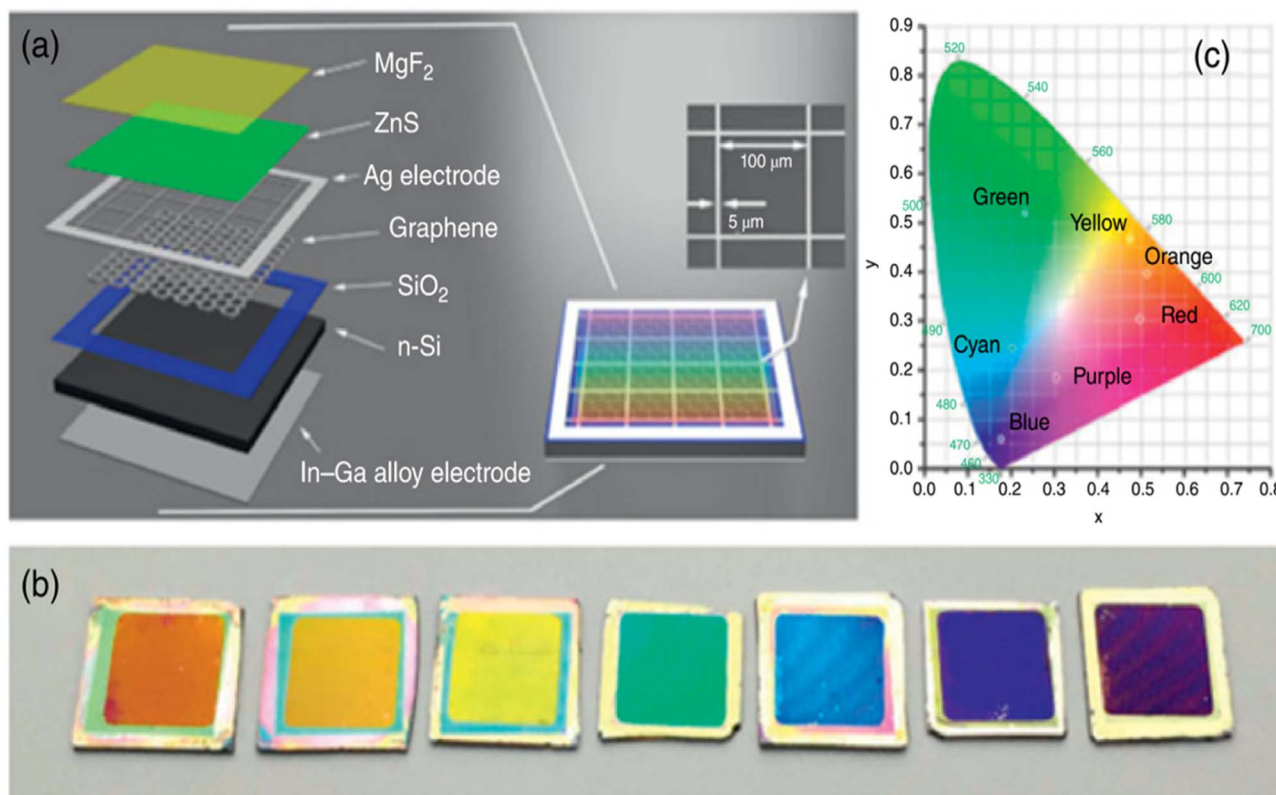 (a)
MgF₂
ZnS
Ag electrode
Graphene
SiO₂
n-Si
In–Ga alloy electrode
100 μm
5 μm
(c)
0.9
0.8
0.7
0.6
0.5
0.4
0.3
0.2
0.1
0.0
y
0.0 0.1 0.2 0.3 0.4 0.5 0.6 0.7 0.8
x
520
540
560
500
580
600
620
490
700
480
470
460
330
Green
Yellow
Orange
Red
Cyan
Purple
Blue
(b)